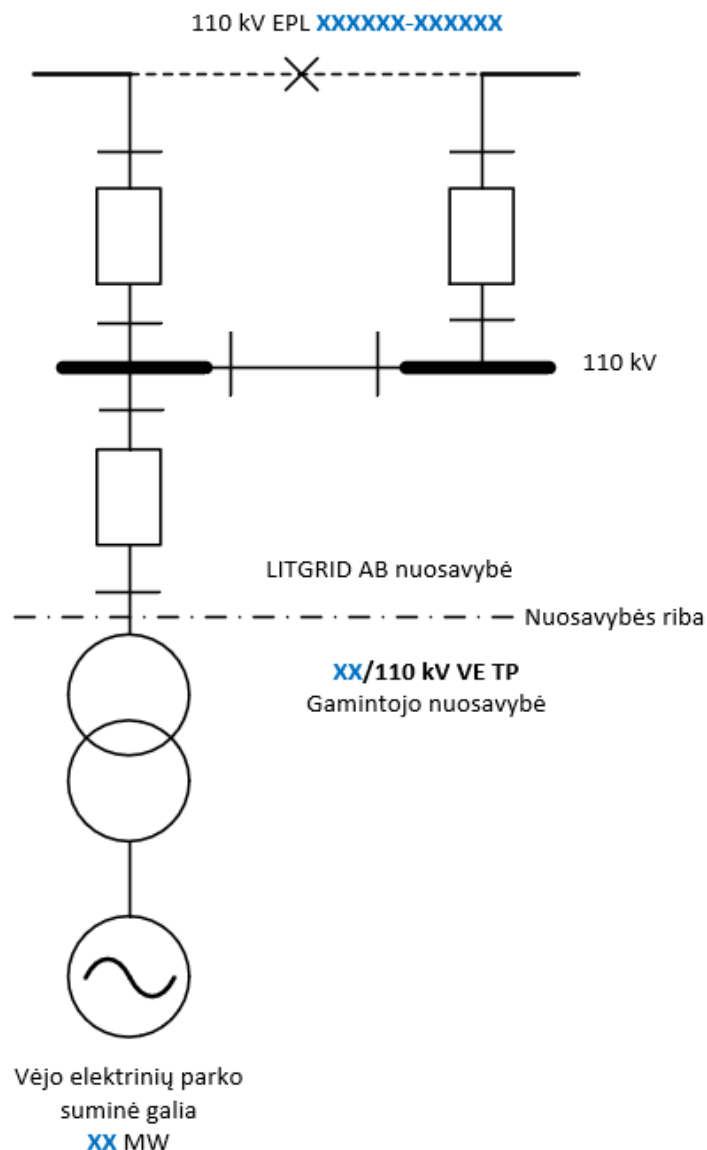 110 kV EPL XXXXXX-XXXXXX
110 kV
LITGRID AB nuosavybė
Nuosavybės riba
XX/110 kV VE TP
Gamintojo nuosavybė
Vėjo elektrinių parko
suminė galia
XX MW